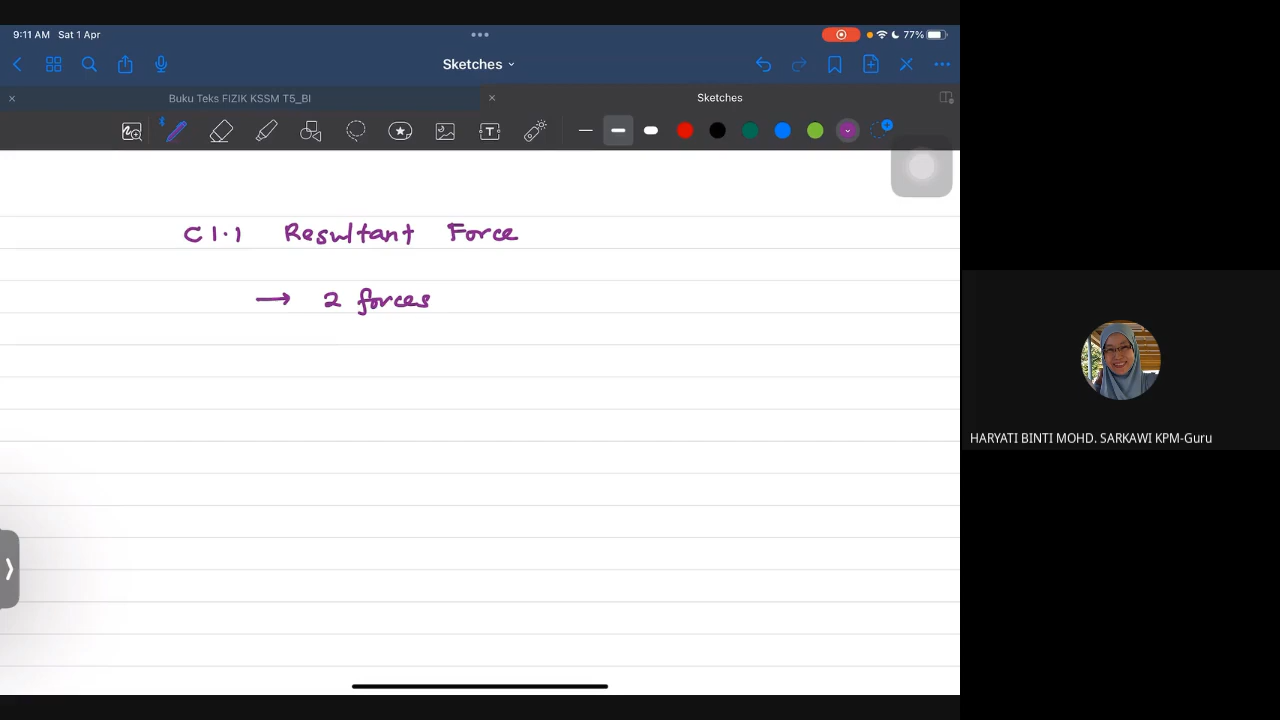 9:11 AM Sat 1 Apr
77%
Sketches
Buku Teks FIZIK KSSM T5_BI
Sketches
C1.1 Resultant Force
→ 2 forces
HARYATI BINTI MOHD. SARKAWI KPM-Guru